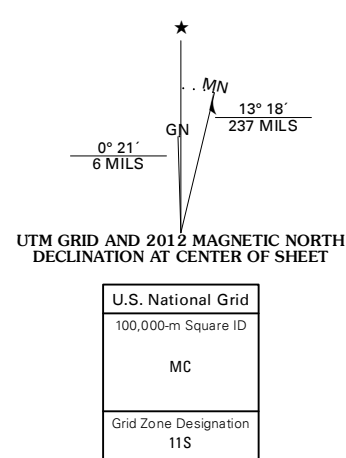 ★
MN
13° 18´
237 MILS
GN
0° 21´
6 MILS
UTM GRID AND 2012 MAGNETIC NORTH
DECLINATION AT CENTER OF SHEET
U.S. National Grid
100,000-m Square ID
MC
Grid Zone Designation
11S